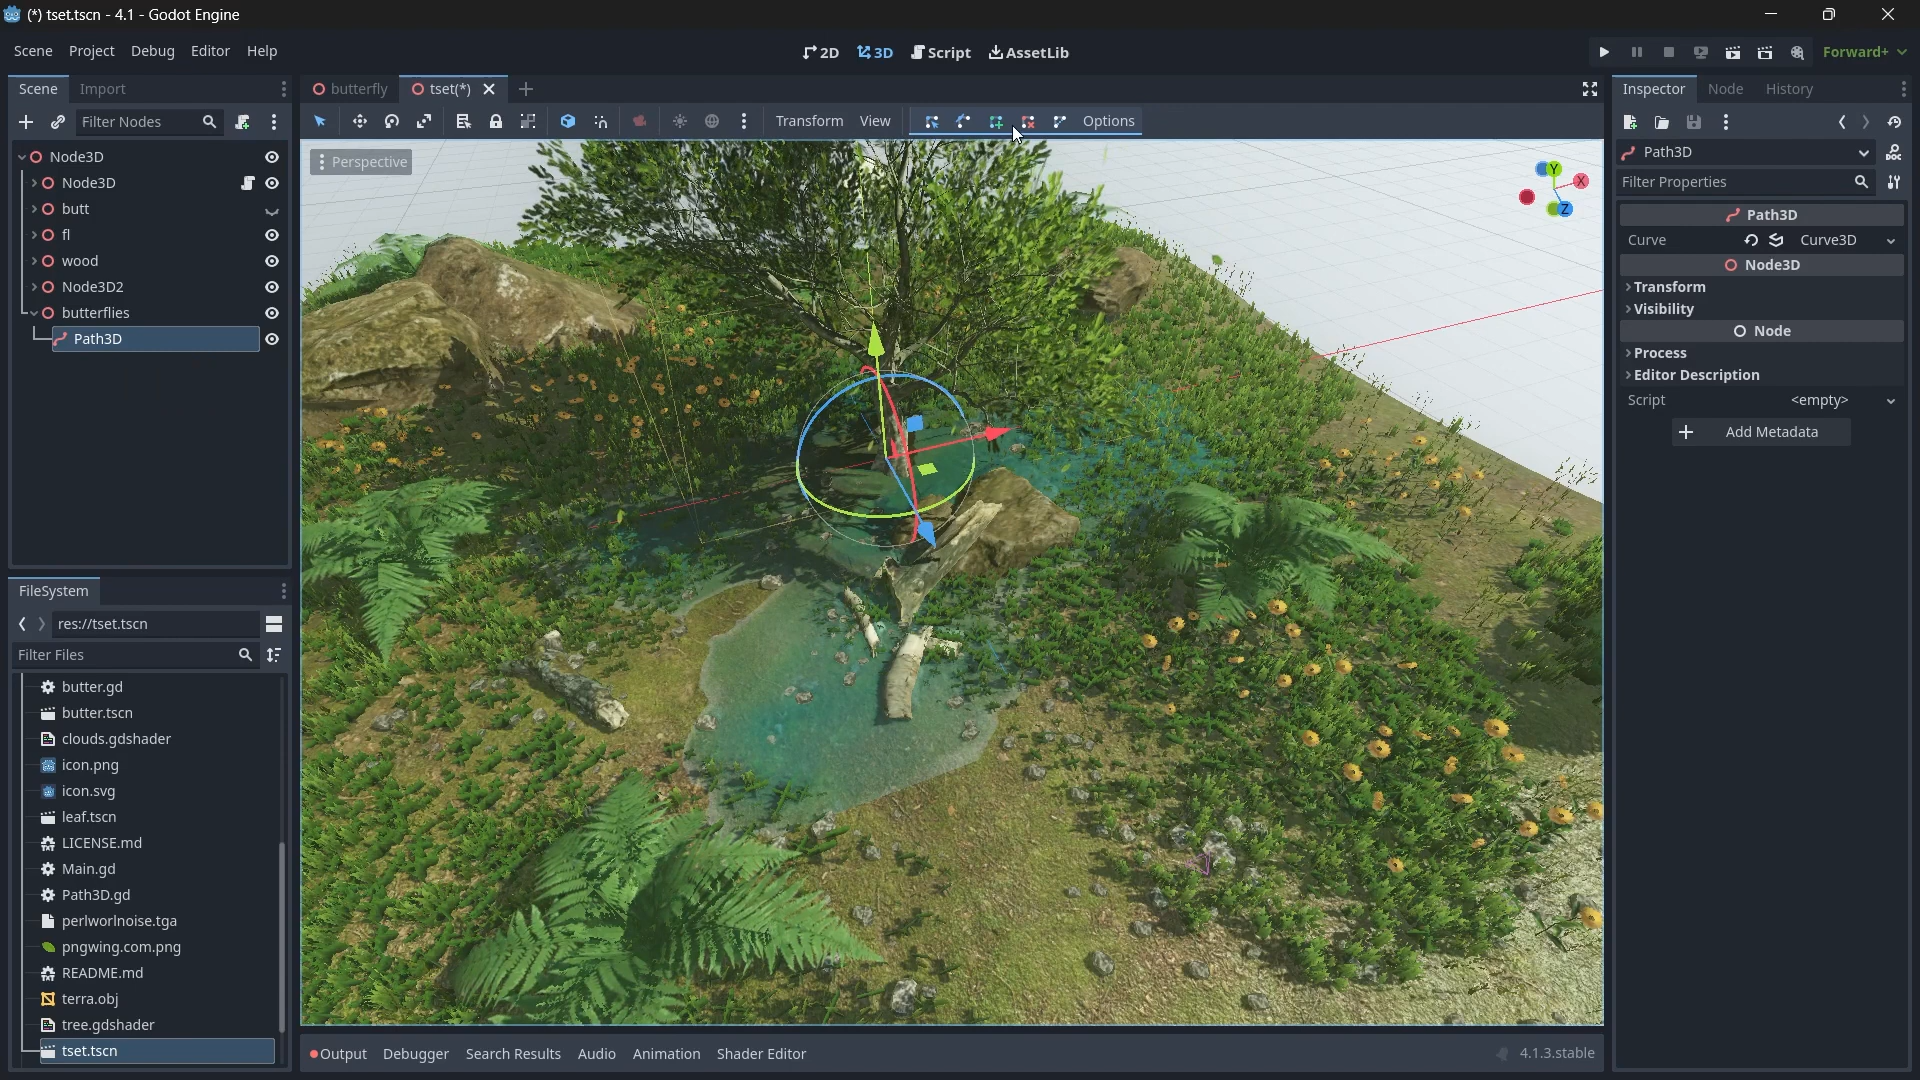 (*) tset.tscn - 4.1 - Godot Engine
Scene Project Debug Editor Help
2D 3D Script AssetLib
Forward+
Scene Import
butterfly tset(*)
Inspector Node History
Filter Nodes
Transform View Options
Perspective
Node3D
Node3D
butt
fl
wood
Node3D2
butterflies
Path3D
FileSystem
res://tset.tscn
Filter Files
butter.gd
butter.tscn
clouds.gdshader
icon.png
icon.svg
leaf.tscn
LICENSE.md
Main.gd
Path3D.gd
perlworlnoise.tga
pngwing.com.png
README.md
terra.obj
tree.gdshader
tset.tscn
Y
X
Z
Output Debugger Search Results Audio Animation Shader Editor
4.1.3.stable
Path3D
DOC
Filter Properties
Path3D
Curve Curve3D
Node3D
Transform
Visibility
Node
Process
Editor Description
Script <empty>
Add Metadata